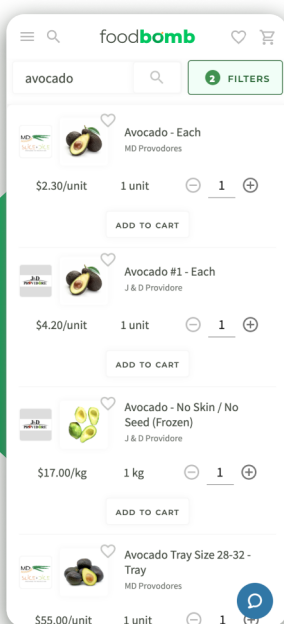 foodbomb
avocado
2 FILTERS
Avocado - Each
MD Provodores
$2.30/unit 1 unit 1
ADD TO CART
Avocado #1 - Each
J & D Providore
$4.20/unit 1 unit 1
ADD TO CART
Avocado - No Skin / No
Seed (Frozen)
J & D Providore
$17.00/kg 1 kg 1
ADD TO CART
Avocado Tray Size 28-32 -
Tray
MD Provodores
$55.00/unit 1 unit 1